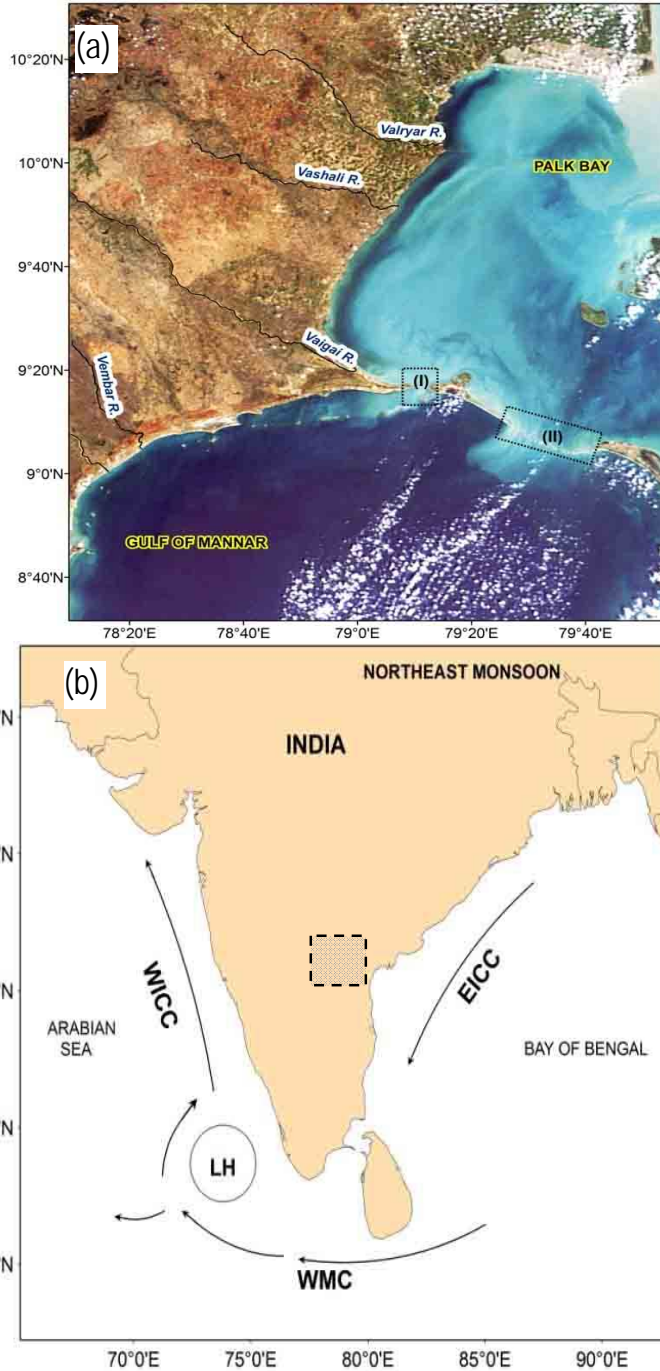 (a)
10°20'N
Valryar R.
10°0'N
PALK BAY
Vashali R.
9°40'N
Vaigai R.
9°20'N
Vembar R.
(I)
(II)
9°0'N
GULF OF MANNAR
8°40'N
78°20'E 78°40'E 79°0'E 79°20'E 79°40'E
(b)
NORTHEAST MONSOON
°N
INDIA
°N
WICC
EICC
°N
ARABIAN
SEA
BAY OF BENGAL
°N
LH
°N
WMC
70°0'E 75°0'E 80°0'E 85°0'E 90°0'E